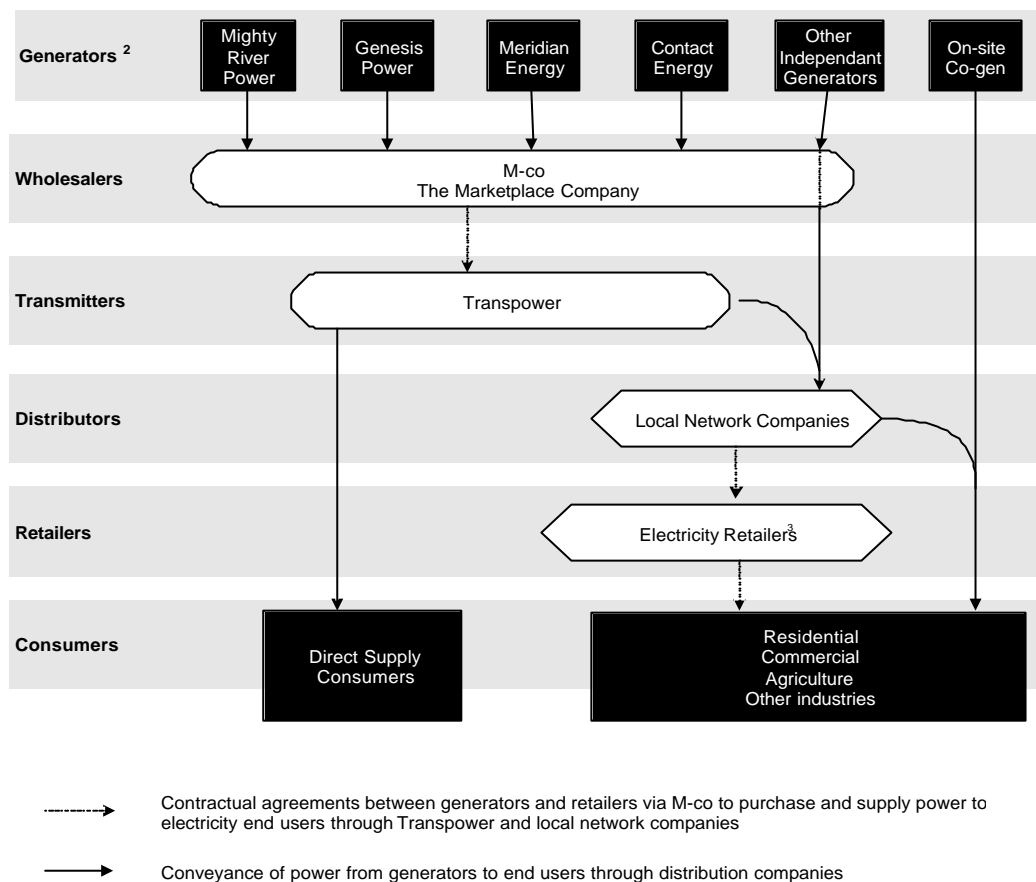 Generators 2
Mighty
River
Power
Genesis
Power
Meridian
Energy
Contact
Energy
Other
Independant
Generators
On-site
Co-gen
Wholesalers
M-co
The Marketplace Company
Transmitters
Transpower
Distributors
Local Network Companies
Retailers
Electricity Retailers3
Consumers
Direct Supply
Consumers
Residential
Commercial
Agriculture
Other industries
Contractual agreements between generators and retailers via M-co to purchase and supply power to
electricity end users through Transpower and local network companies
Conveyance of power from generators to end users through distribution companies